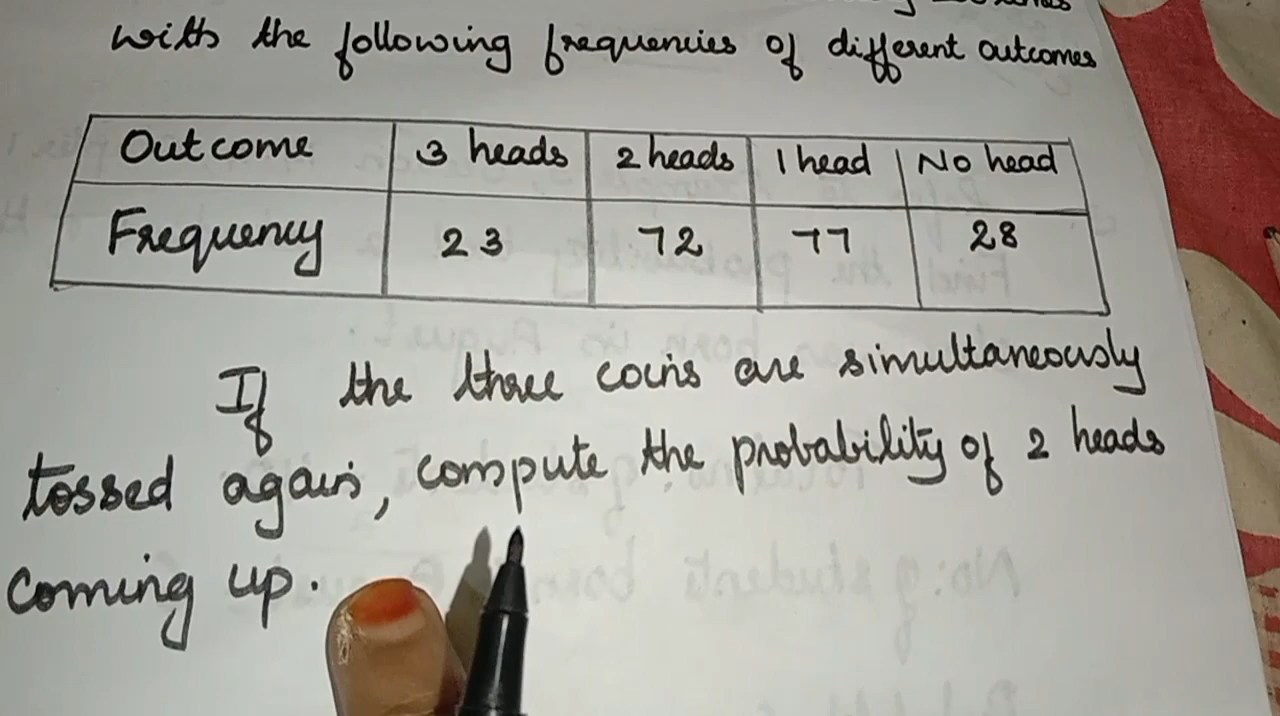 with the following frequencies of different outcomes
Outcome 3 heads 2 heads 1 head No head
Frequency 23 72 77 28
If the three coins are simultaneously
tossed again, compute the probability of 2 heads
coming up.